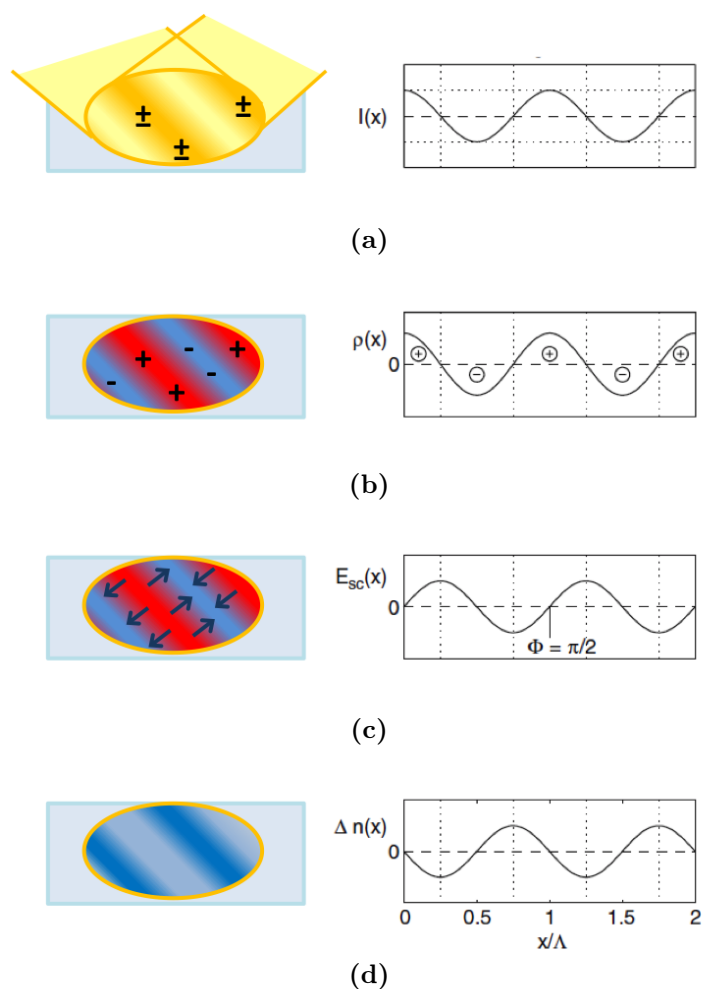 ± ± ±
I(x)
(a)
+ - + - - +
ρ(x)
0
⊕ ⊖ ⊕ ⊖ ⊕
(b)
E_sc(x)
0
Φ = π/2
(c)
Δ n(x)
0
0 0.5 1 1.5 2
x/Λ
(d)